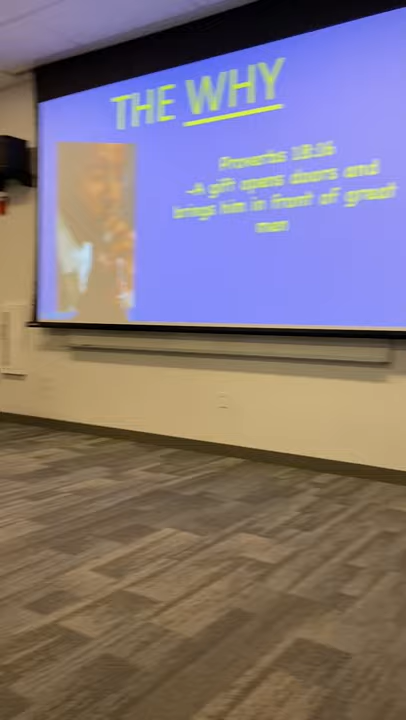 THE WHY
Proverbs 18:16
-A gift opens doors and
brings him in front of great
men